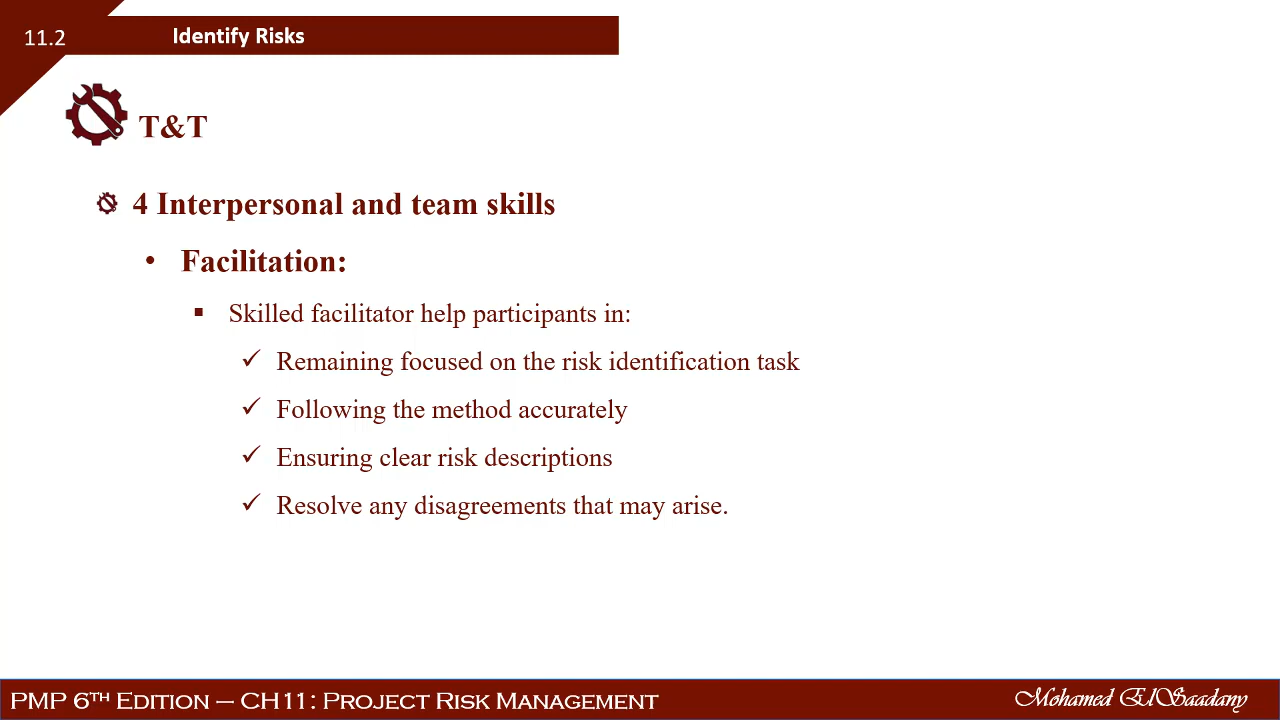 11.2
Identify Risks
T&T
4 Interpersonal and team skills
• Facilitation:
▪ Skilled facilitator help participants in:
✓ Remaining focused on the risk identification task
✓ Following the method accurately
✓ Ensuring clear risk descriptions
✓ Resolve any disagreements that may arise.
PMP 6TH Edition – CH11: Project Risk Management
Mohamed ElSaadany